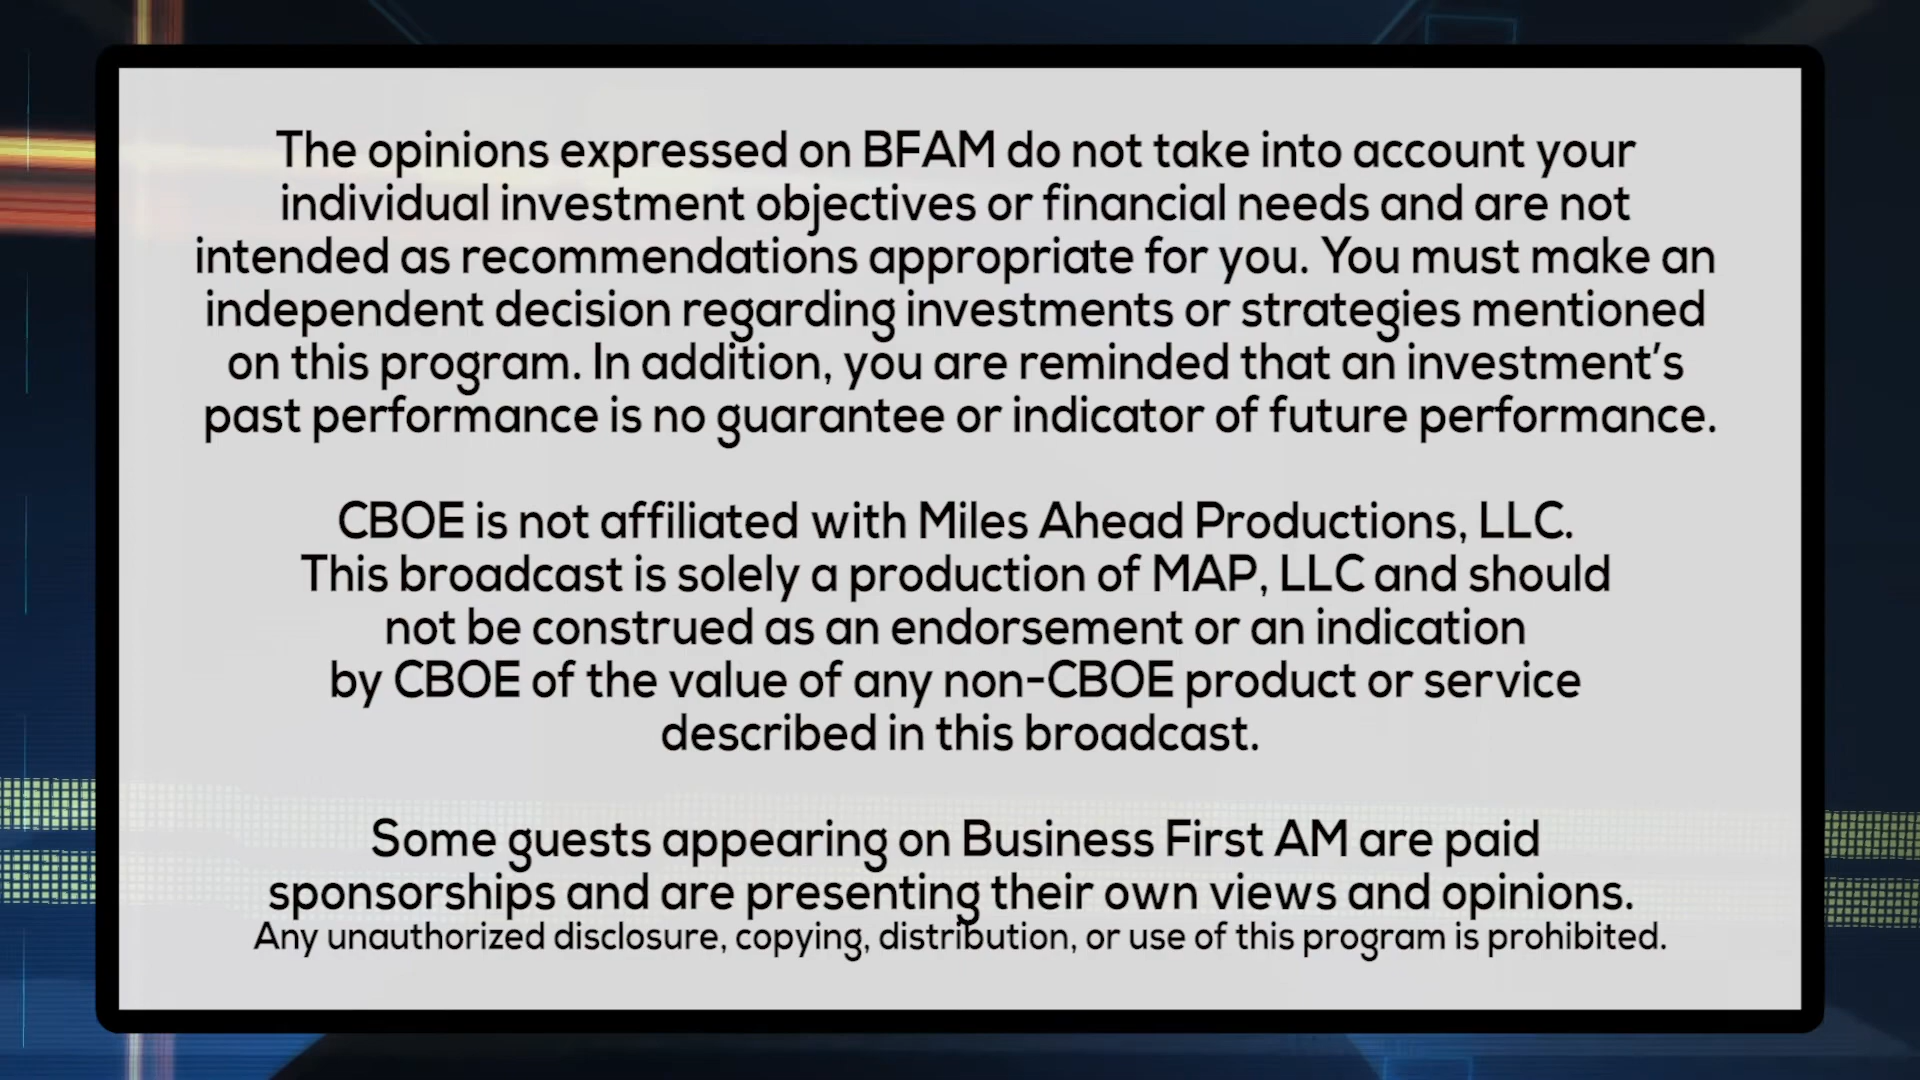 The opinions expressed on BFAM do not take into account your
individual investment objectives or financial needs and are not
intended as recommendations appropriate for you. You must make an
independent decision regarding investments or strategies mentioned
on this program. In addition, you are reminded that an investment’s
past performance is no guarantee or indicator of future performance.
CBOE is not affiliated with Miles Ahead Productions, LLC.
This broadcast is solely a production of MAP, LLC and should
not be construed as an endorsement or an indication
by CBOE of the value of any non-CBOE product or service
described in this broadcast.
Some guests appearing on Business First AM are paid
sponsorships and are presenting their own views and opinions.
Any unauthorized disclosure, copying, distribution, or use of this program is prohibited.